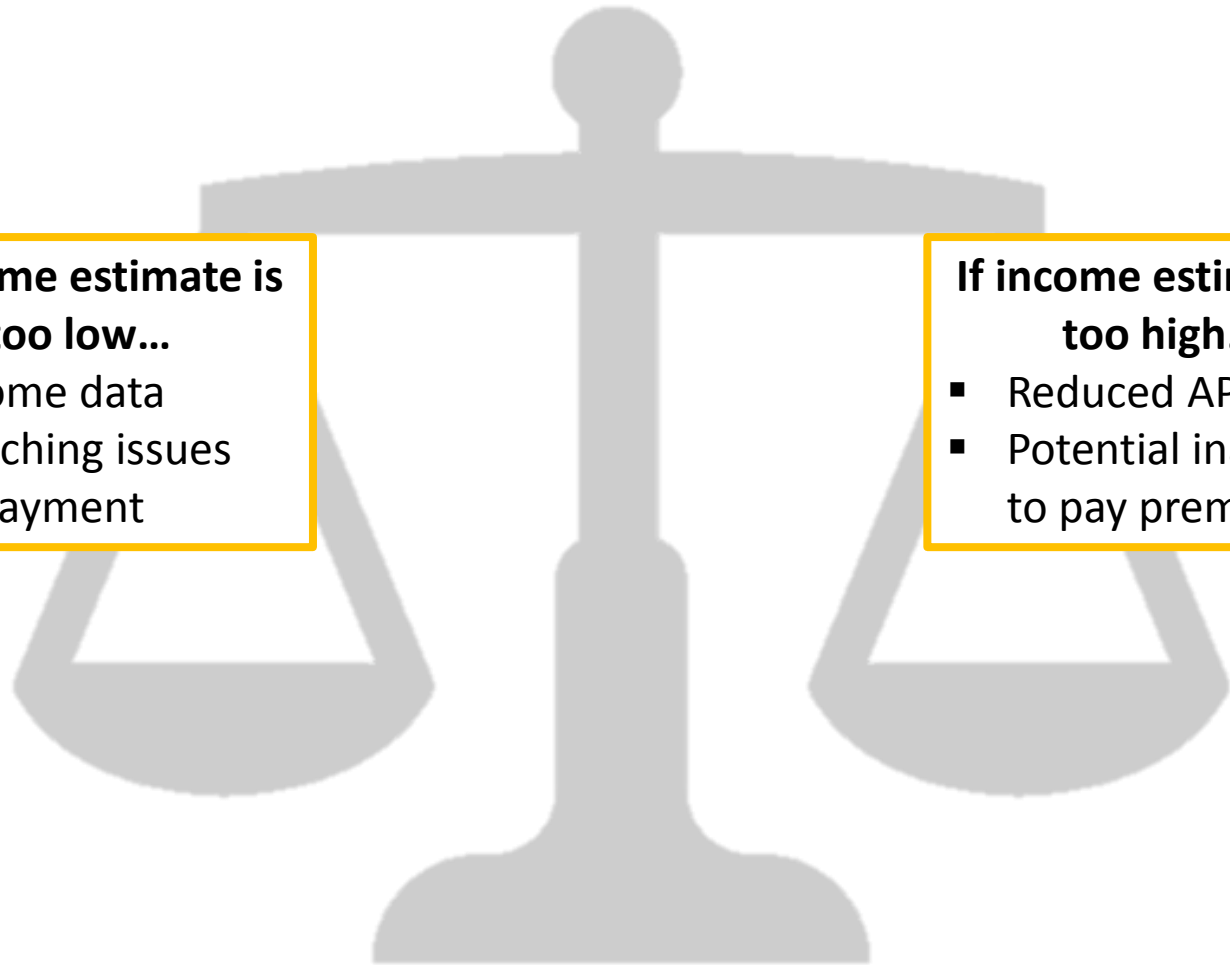 me estimate is
too low…
ome data
ching issues
ayment
If income esti
too high
▪ Reduced AP
▪ Potential in
to pay prem